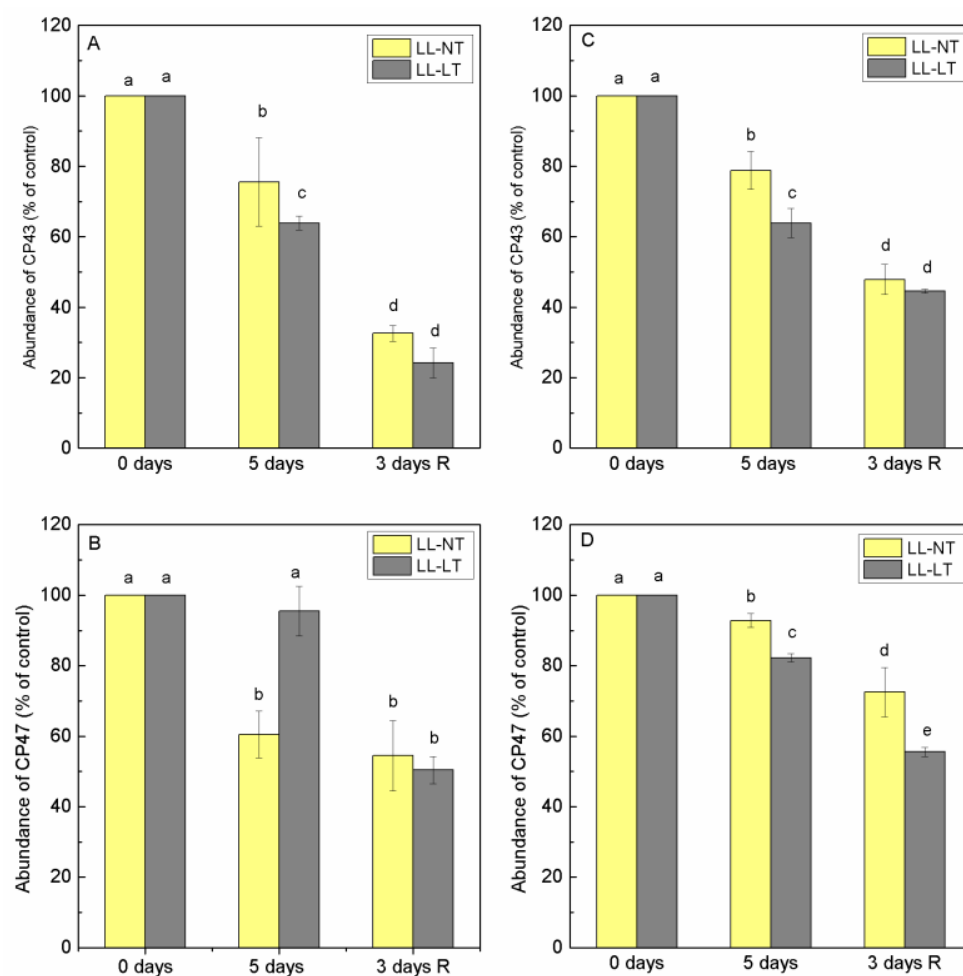 A
LL-NT
LL-LT
Abundance of CP43 (% of control)
120
100
80
60
40
20
0
a a
b
c
d
d
0 days 5 days 3 days R
C
LL-NT
LL-LT
Abundance of CP43 (% of control)
120
100
80
60
40
20
0
a a
b
c
d d
0 days 5 days 3 days R
B
LL-NT
LL-LT
Abundance of CP47 (% of control)
120
100
80
60
40
20
0
a a
b
a
b b
0 days 5 days 3 days R
D
LL-NT
LL-LT
Abundance of CP47 (% of control)
120
100
80
60
40
20
0
a a
b
c
d
e
0 days 5 days 3 days R